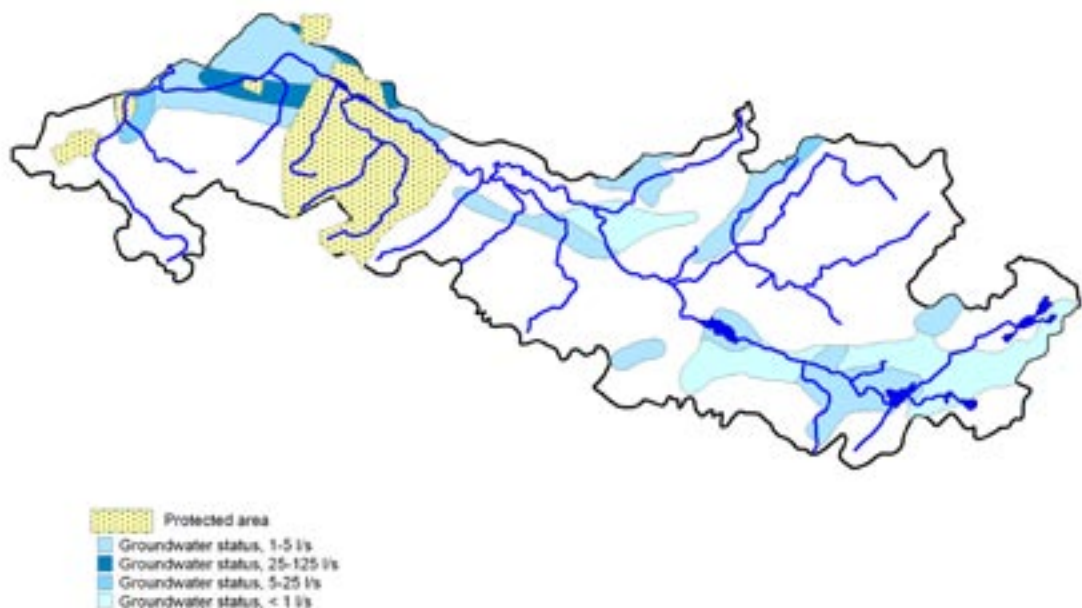 Protected area
Groundwater status, 1-5 l/s
Groundwater status, 25-125 l/s
Groundwater status, 5-25 l/s
Groundwater status, < 1 l/s